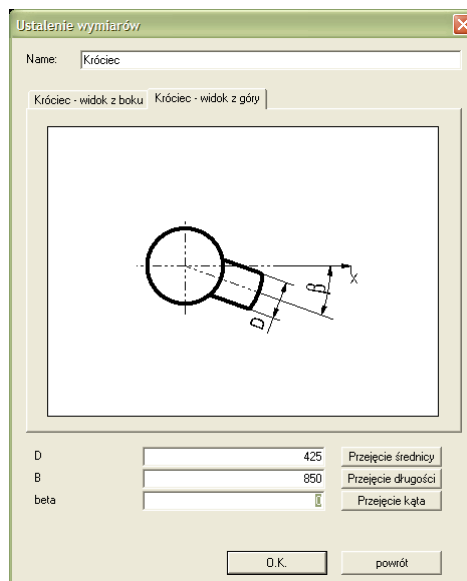 Ustalenie wymiarów
Name: Króciec
Króciec - widok z boku Króciec - widok z góry
X
β
D
D 425 Przejęcie średnicy
B 850 Przejęcie długości
beta 0 Przejęcie kąta
O.K. powrót